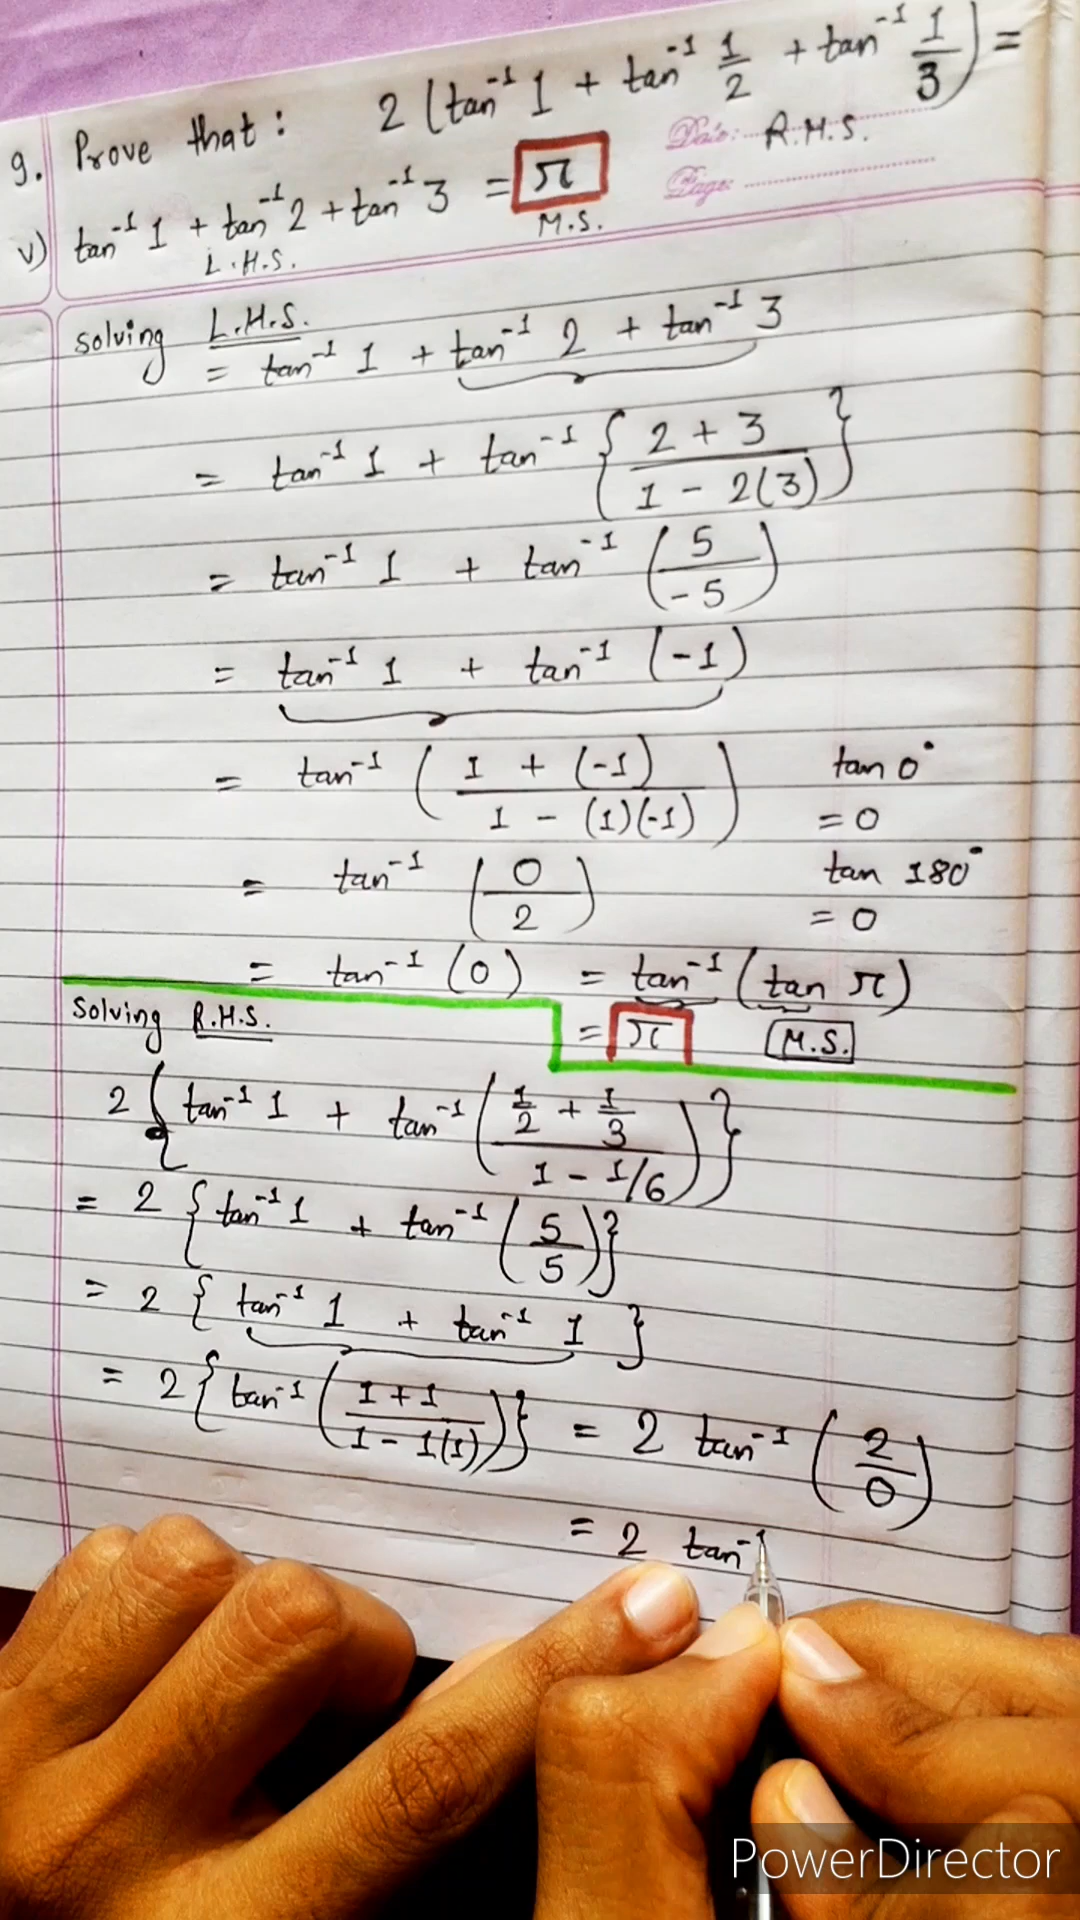 9. Prove that : 2 (tan⁻¹ 1 + tan⁻¹ 1/2 + tan⁻¹ 1/3) =
Date: R.H.S.
v) tan⁻¹ 1 + tan⁻¹ 2 + tan⁻¹ 3 = π
Page:
L.H.S. M.S.
solving L.H.S.
= tan⁻¹ 1 + tan⁻¹ 2 + tan⁻¹ 3
= tan⁻¹ 1 + tan⁻¹ { (2 + 3)/(1 - 2(3)) }
= tan⁻¹ 1 + tan⁻¹ (5/-5)
= tan⁻¹ 1 + tan⁻¹ (-1)
= tan⁻¹ ( (1 + (-1))/(1 - (1)(-1)) ) tan 0°
= 0
= tan⁻¹ (0/2) tan 180°
= 0
= tan⁻¹ (0) = tan⁻¹ (tan π)
= π M.S.
Solving R.H.S.
2 { tan⁻¹ 1 + tan⁻¹ ( (1/2 + 1/3)/(1 - 1/6) ) }
= 2 { tan⁻¹ 1 + tan⁻¹ (5/5) }
= 2 { tan⁻¹ 1 + tan⁻¹ 1 }
= 2 { tan⁻¹ ( (1 + 1)/(1 - 1(1)) ) } = 2 tan⁻¹ (2/0)
= 2 tan⁻¹
PowerDirector